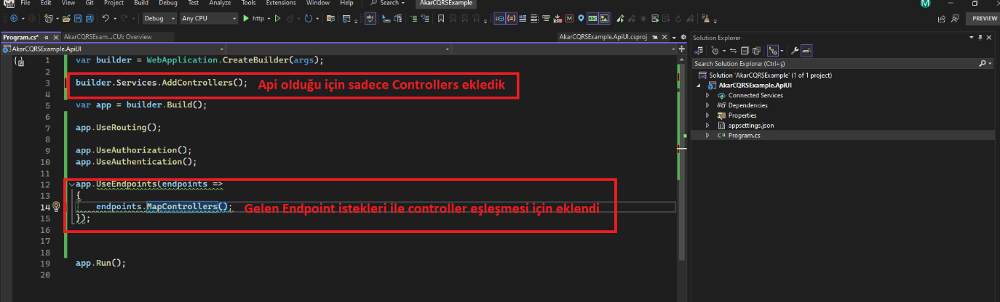 File Edit View Git Project Build Debug Test Analyze Tools Extensions Window Help Search AkarCQRSExample M
Debug Any CPU http PREVIEW
Program.cs* AkarCQRSExam...CUI: Overview AkarCQRSExample.ApiUI.csproj
AkarCQRSExample.ApiUI
1 var builder = WebApplication.CreateBuilder(args);
2
3 builder.Services.AddControllers(); Api olduğu için sadece Controllers ekledik
4
5 var app = builder.Build();
6
7 app.UseRouting();
8
9 app.UseAuthorization();
10 app.UseAuthentication();
11
12 app.UseEndpoints(endpoints =>
13 {
14 endpoints.MapControllers(); Gelen Endpoint istekleri ile controller eşleşmesi için eklendi
15 });
16
17
18
19 app.Run();
20
Solution Explorer
Search Solution Explorer (Ctrl+ş)
Solution 'AkarCQRSExample' (1 of 1 project)
AkarCQRSExample.ApiUI
Connected Services
Dependencies
Properties
appsettings.json
C# Program.cs